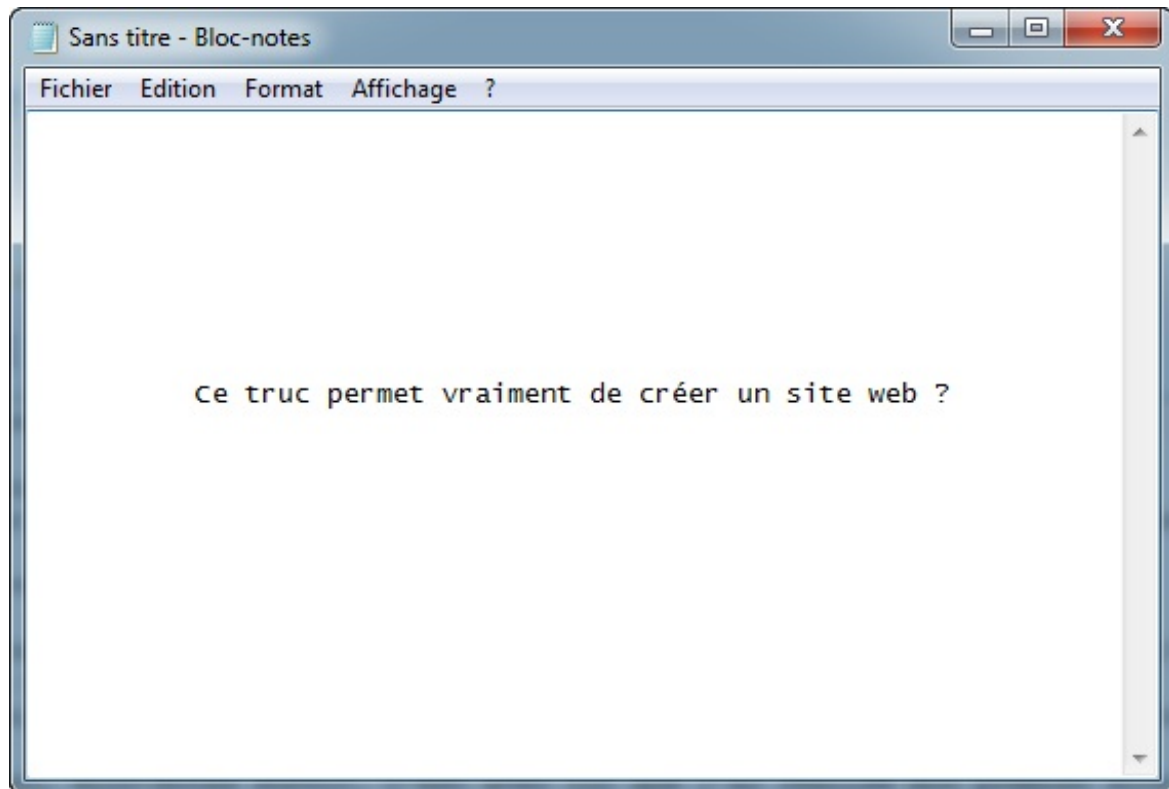 Sans titre - Bloc-notes
Fichier Edition Format Affichage ?
Ce truc permet vraiment de créer un site web ?